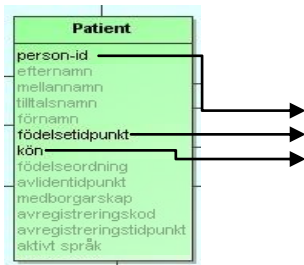 Patient
person-id
efternamn
mellannamn
tilltalsnamn
förnamn
födelsetidpunkt
kön
födelseordning
avlidentidpunkt
medborgarskap
avregistreringskod
avregistreringstidpunkt
aktivt språk